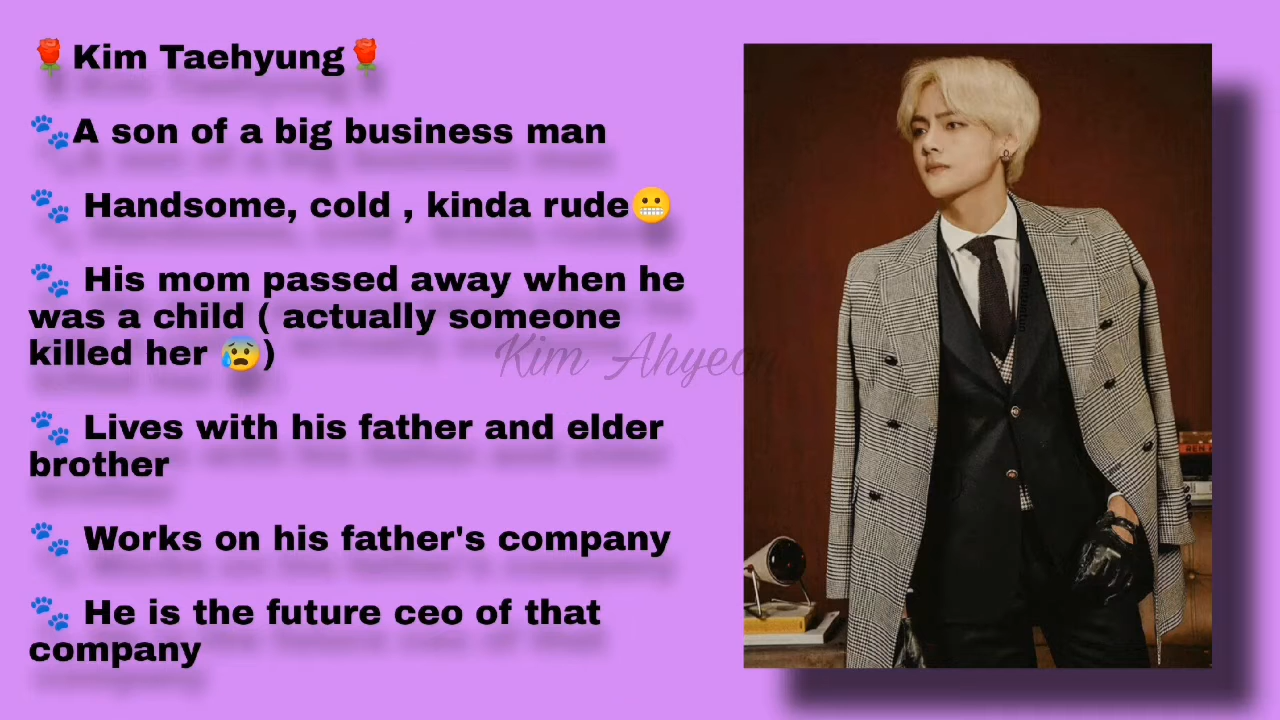 🌹Kim Taehyung🌹
🐾A son of a big business man
🐾 Handsome, cold , kinda rude😬
🐾 His mom passed away when he
was a child ( actually someone
killed her 😰)
Kim Ahyeon
🐾 Lives with his father and elder
brother
🐾 Works on his father's company
🐾 He is the future ceo of that
company